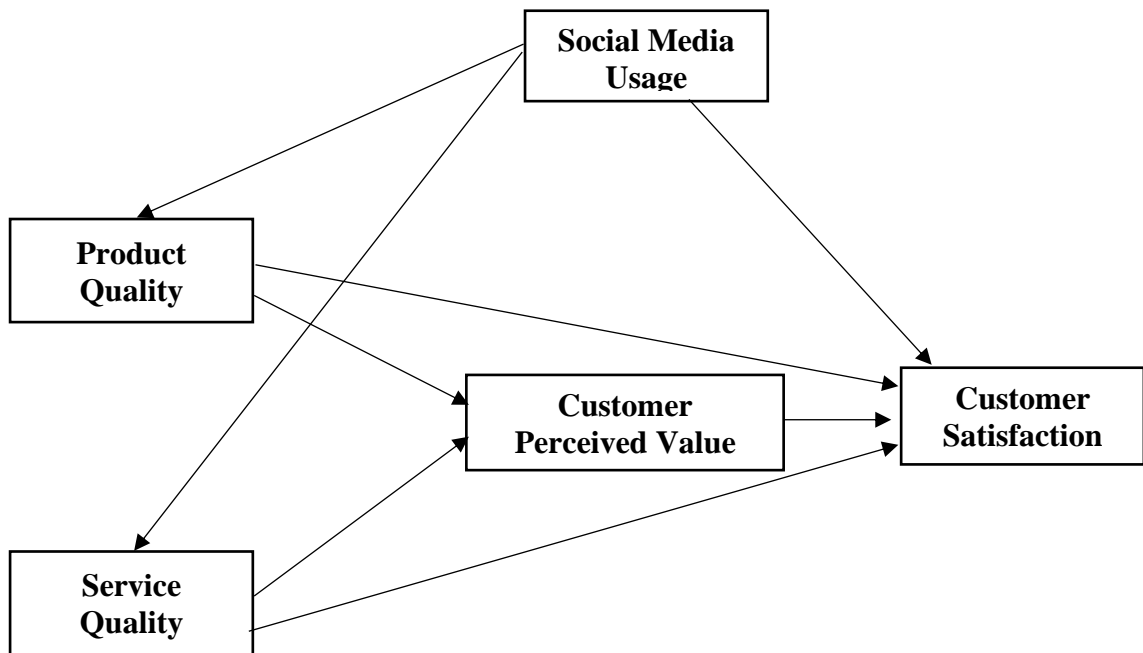 Social Media
Usage
Product
Quality
Customer
Perceived Value
Customer
Satisfaction
Service
Quality